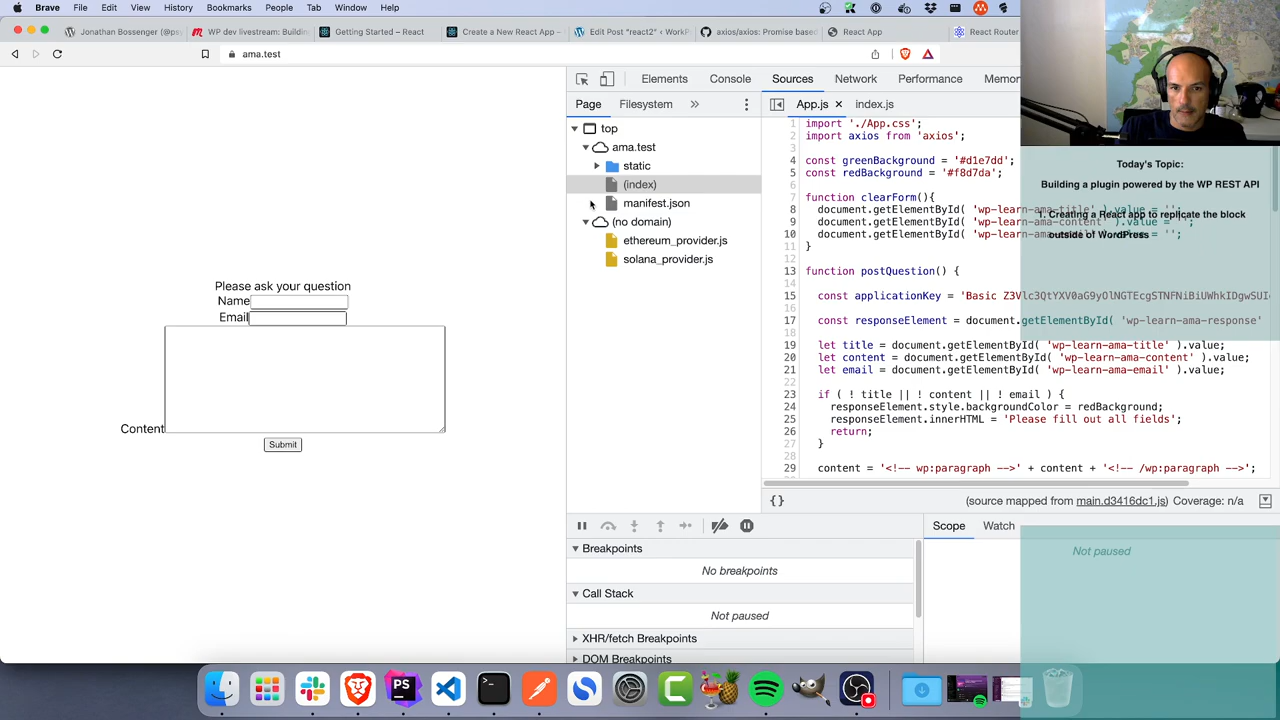 Brave File Edit View History Bookmarks People Tab Window Help
Jonathan Bossenger (@ps
WP dev livestream: Buildin
Getting Started – React
Create a New React App –
Edit Post "react2" ‹ WorkP
axios/axios: Promise base
React App
React Router
ama.test
Elements Console Sources Network Performance Memor
Page Filesystem »
App.js × index.js
top
ama.test
static
(index)
manifest.json
(no domain)
ethereum_provider.js
solana_provider.js
1 import './App.css';
2 import axios from 'axios';
3
4 const greenBackground = '#d1e7dd';
5 const redBackground = '#f8d7da';
6
7 function clearForm(){
8 document.getElementById( 'wp-learn-ama-title' ).value = '';
9 document.getElementById( 'wp-learn-ama-content' ).value = '';
10 document.getElementById( 'wp-learn-ama-email' ).value = '';
11 }
12
13 function postQuestion() {
14
15 const applicationKey = 'Basic Z3Vlc3QtYXV0aG9yOlNGTEcgSTNFNiBiUWhkIDgwSUI
16
17 const responseElement = document.getElementById( 'wp-learn-ama-response'
18
19 let title = document.getElementById( 'wp-learn-ama-title' ).value;
20 let content = document.getElementById( 'wp-learn-ama-content' ).value;
21 let email = document.getElementById( 'wp-learn-ama-email' ).value;
22
23 if ( ! title || ! content || ! email ) {
24 responseElement.style.backgroundColor = redBackground;
25 responseElement.innerHTML = 'Please fill out all fields';
26 return;
27 }
28
29 content = '<!-- wp:paragraph -->' + content + '<!-- /wp:paragraph -->';
{} (source mapped from main.d3416dc1.js) Coverage: n/a
Please ask your question
Name
Email
Content
Submit
Scope Watch
Breakpoints
No breakpoints
Call Stack
Not paused
XHR/fetch Breakpoints
DOM Breakpoints
Not paused
Today's Topic:
Building a plugin powered by the WP REST API
1. Creating a React app to replicate the block
outside of WordPress
PS